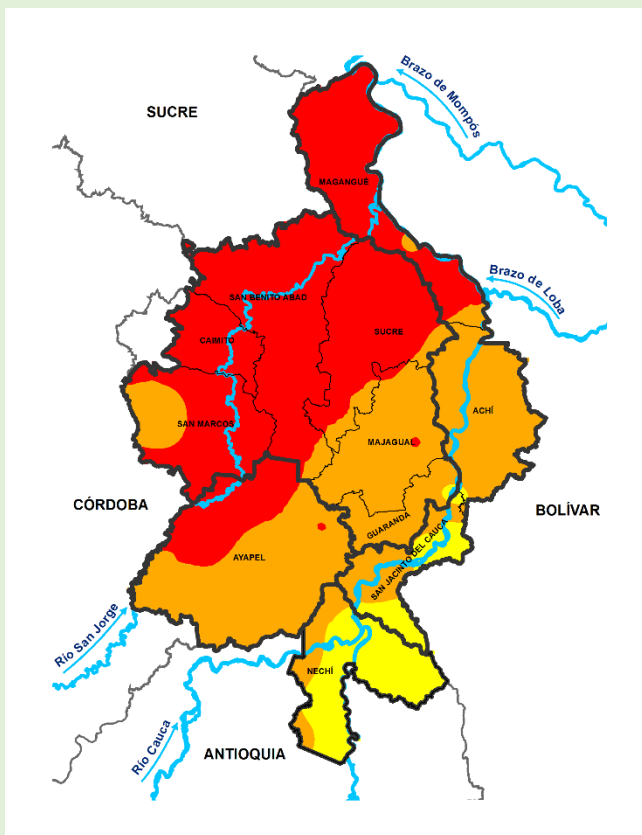 Brazo de Mompós
SUCRE
MAGANGUÉ
Brazo de Loba
SAN BENITO ABAD
SUCRE
CAIMITO
ACHÍ
SAN MARCOS
MAJAGUAL
CÓRDOBA
BOLÍVAR
GUARANDA
AYAPEL
SAN JACINTO DEL CAUCA
Río San Jorge
NECHÍ
Río Cauca
ANTIOQUIA